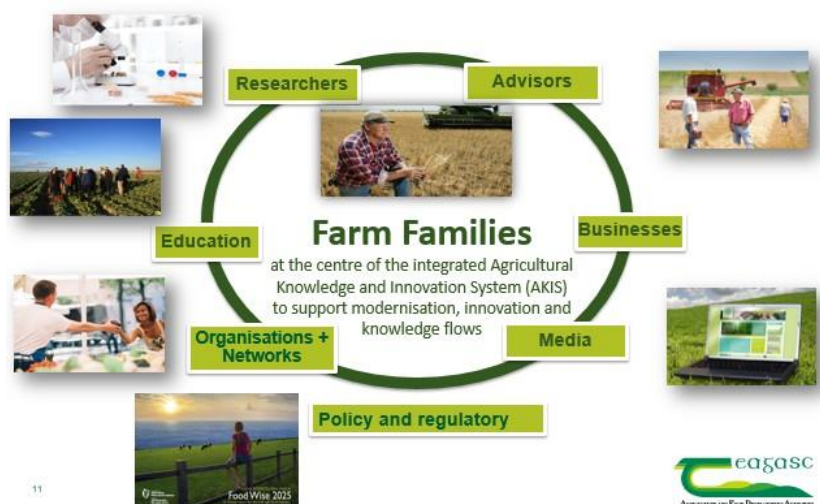 Researchers
Advisors
Education
Businesses
Farm Families
at the centre of the integrated Agricultural
Knowledge and Innovation System (AKIS)
to support modernisation, innovation and
knowledge flows
Organisations +
Networks
Media
Policy and regulatory
Food Wise 2025
11
eagasc